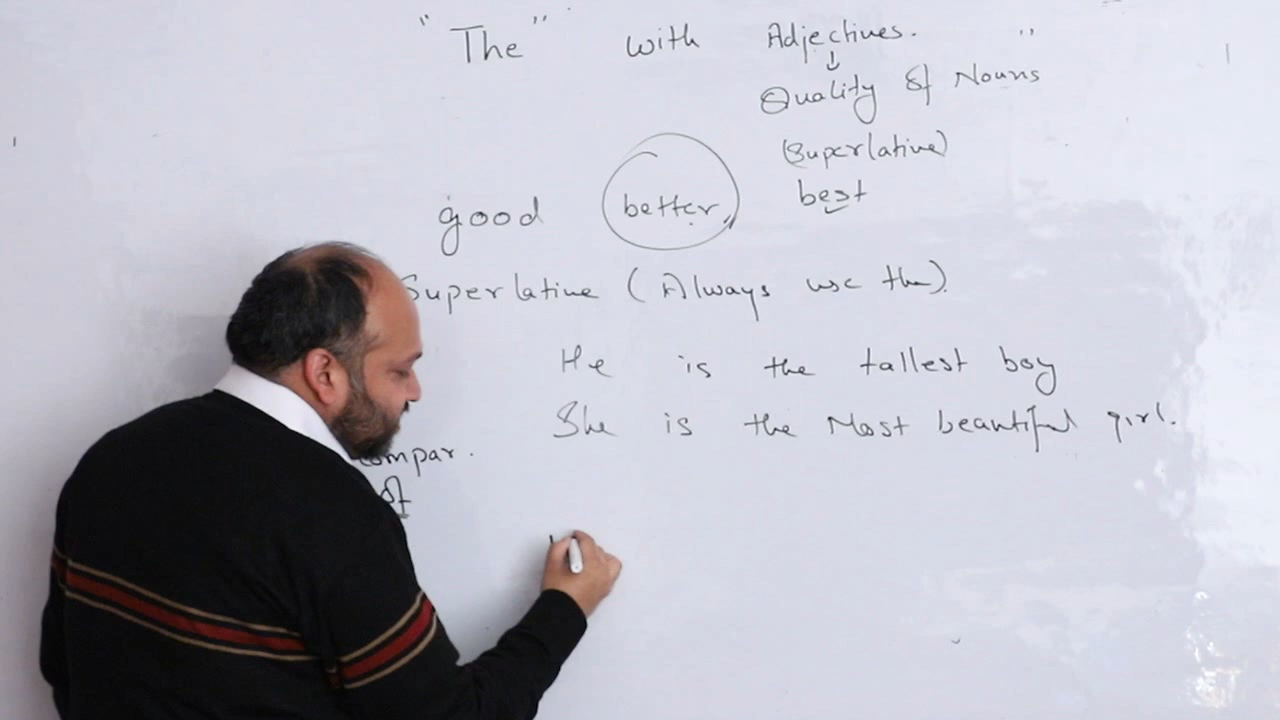 "The" with Adjectives. "
Quality of Nouns
(Superlative)
good better best
Superlative (Always use the)
He is the tallest boy
She is the Most beautiful girl.
compar.
of